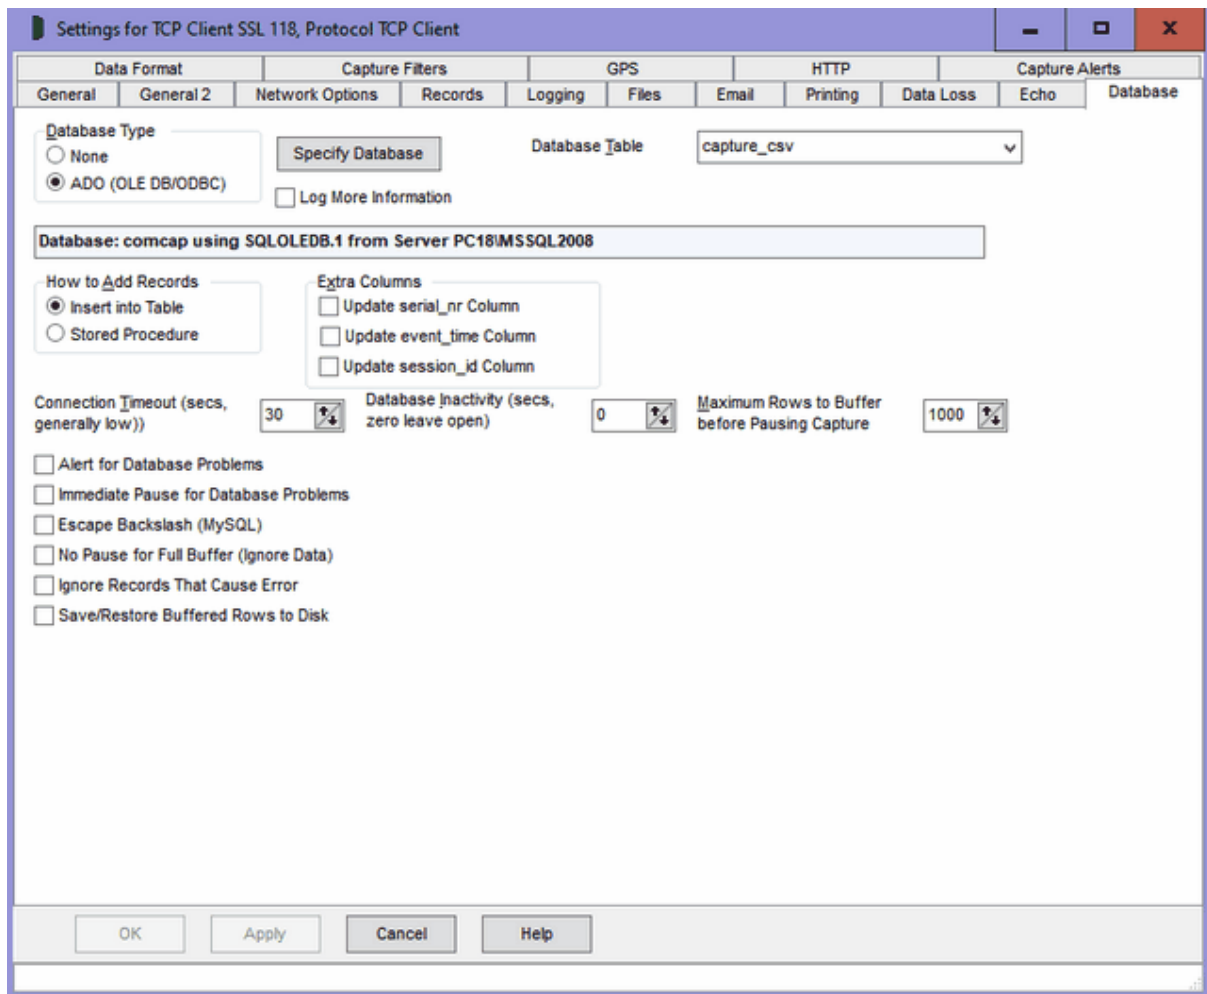 Settings for TCP Client SSL 118, Protocol TCP Client
Data Format Capture Filters GPS HTTP Capture Alerts
General General 2 Network Options Records Logging Files Email Printing Data Loss Echo Database
Database Type
None
ADO (OLE DB/ODBC)
Specify Database
Log More Information
Database Table
capture_csv
Database: comcap using SQLOLEDB.1 from Server PC18\MSSQL2008
How to Add Records
Insert into Table
Stored Procedure
Extra Columns
Update serial_nr Column
Update event_time Column
Update session_id Column
Connection Timeout (secs,
generally low))
30
Database Inactivity (secs,
zero leave open)
0
Maximum Rows to Buffer
before Pausing Capture
1000
Alert for Database Problems
Immediate Pause for Database Problems
Escape Backslash (MySQL)
No Pause for Full Buffer (Ignore Data)
Ignore Records That Cause Error
Save/Restore Buffered Rows to Disk
OK Apply Cancel Help